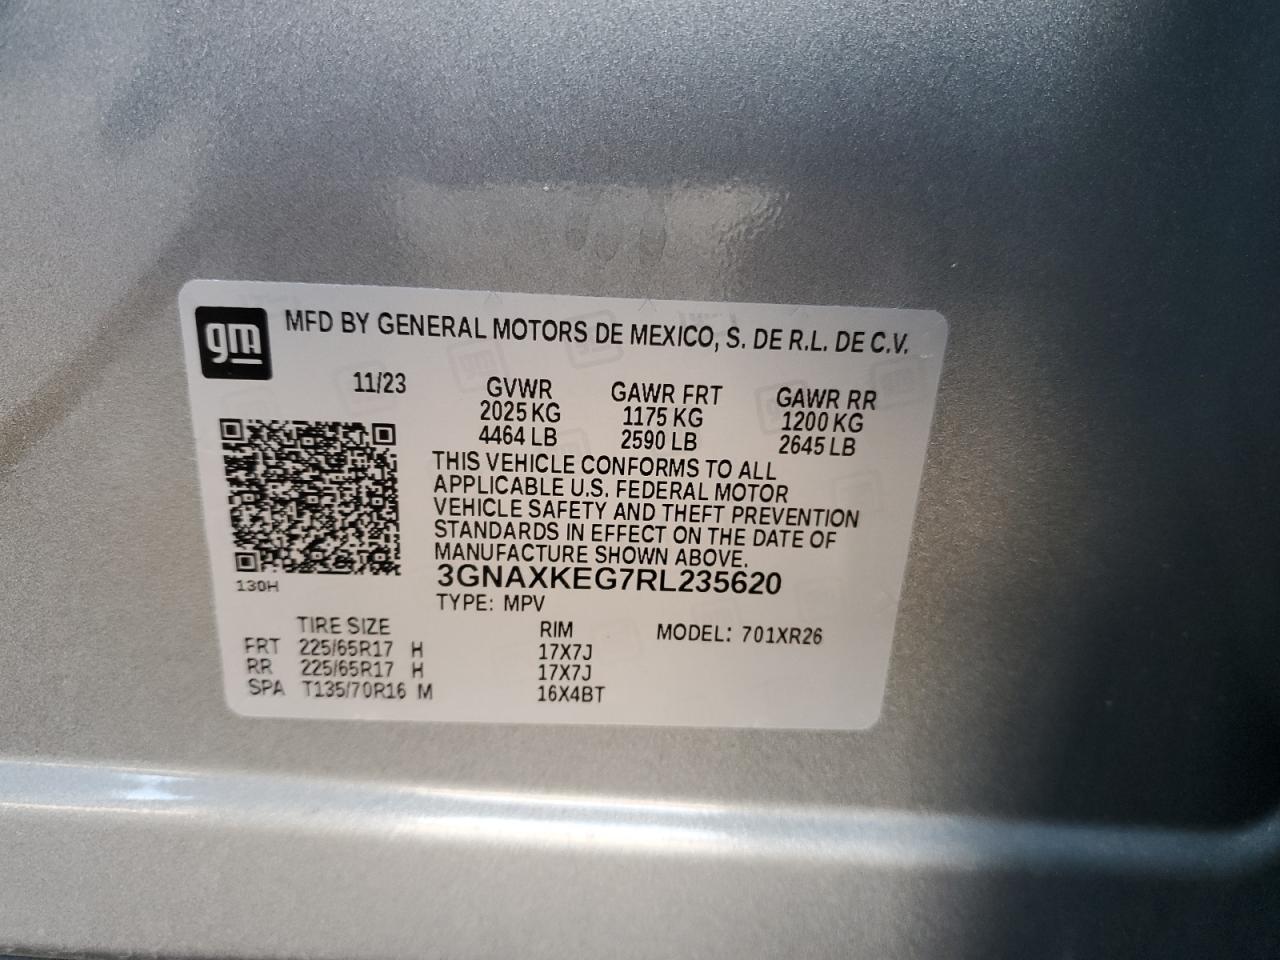 gm
MFD BY GENERAL MOTORS DE MEXICO, S. DE R.L. DE C.V.
11/23
GVWR GAWR FRT GAWR RR
2025 KG 1175 KG 1200 KG
4464 LB 2590 LB 2645 LB
THIS VEHICLE CONFORMS TO ALL
APPLICABLE U.S. FEDERAL MOTOR
VEHICLE SAFETY AND THEFT PREVENTION
STANDARDS IN EFFECT ON THE DATE OF
MANUFACTURE SHOWN ABOVE.
130H
3GNAXKEG7RL235620
TYPE: MPV
TIRE SIZE RIM MODEL: 701XR26
FRT 225/65R17 H 17X7J
RR 225/65R17 H 17X7J
SPA T135/70R16 M 16X4BT